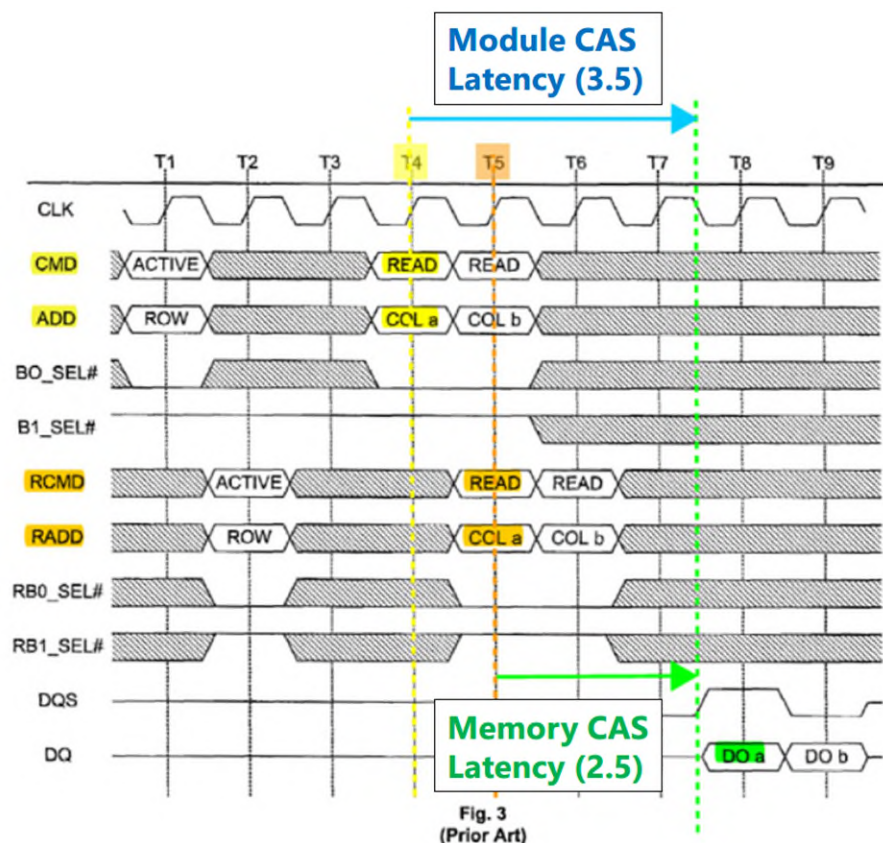 Module CAS
Latency (3.5)
T1 T2 T3 T4 T5 T6 T7 T8 T9
CLK
CMD ACTIVE READ READ
ADD ROW COL a COL b
BO_SEL#
B1_SEL#
RCMD ACTIVE READ READ
RADD ROW COL a COL b
RB0_SEL#
RB1_SEL#
DQS
Memory CAS
Latency (2.5)
DQ DO a DO b
Fig. 3
(Prior Art)